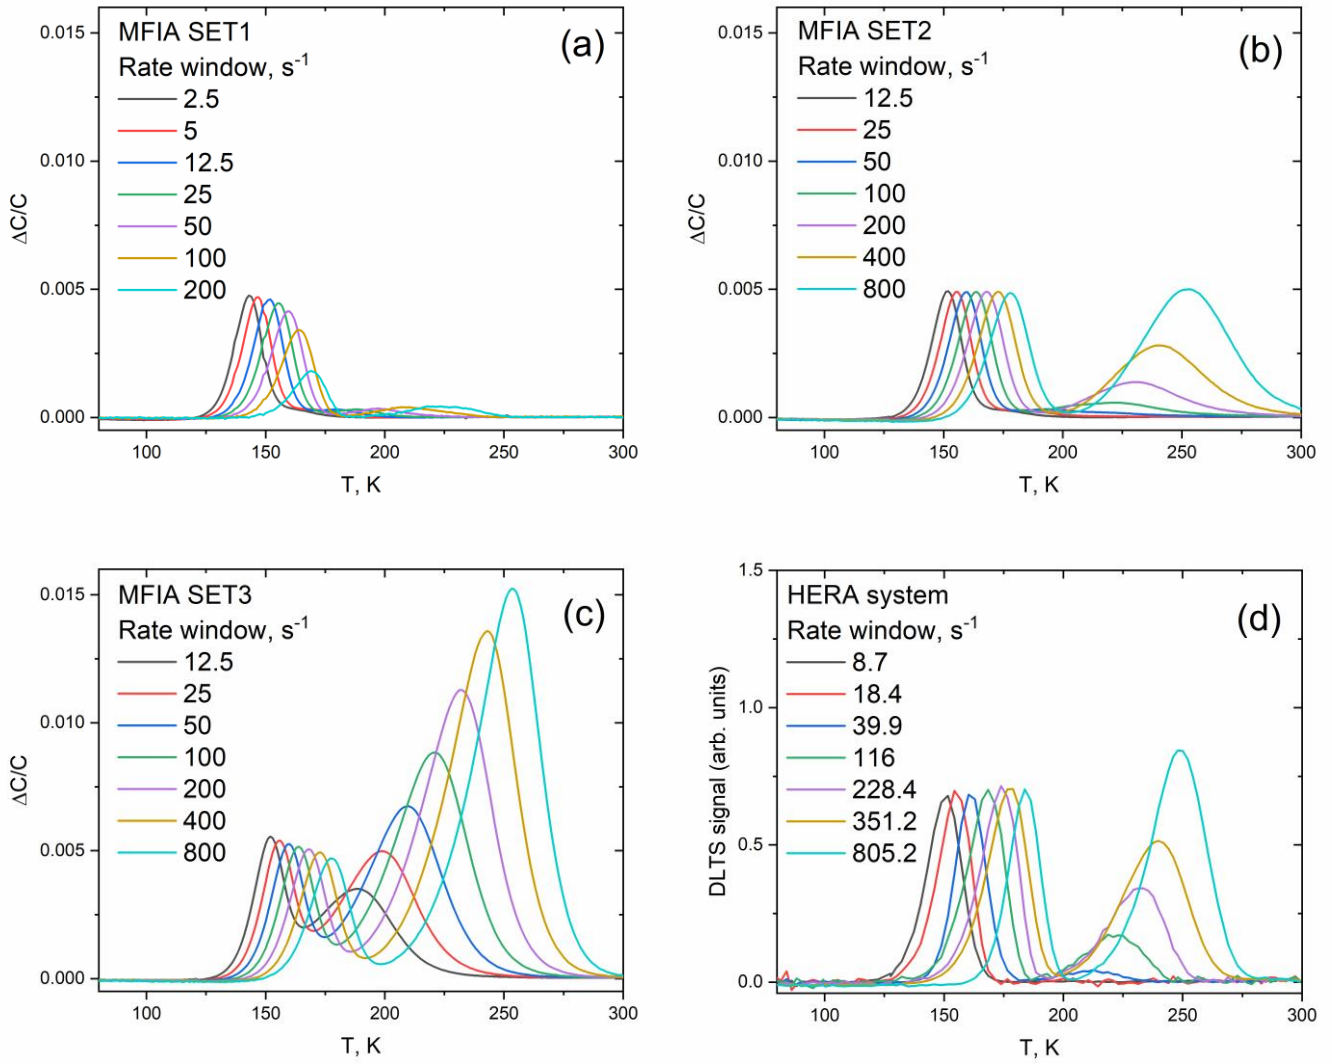 MFIA SET1
(a)
Rate window, s⁻¹
2.5
5
12.5
25
50
100
200
0.015
0.010
0.005
0.000
ΔC/C
100 150 200 250 300
T, K
MFIA SET2
(b)
Rate window, s⁻¹
12.5
25
50
100
200
400
800
0.015
0.010
0.005
0.000
ΔC/C
100 150 200 250 300
T, K
MFIA SET3
(c)
Rate window, s⁻¹
12.5
25
50
100
200
400
800
0.015
0.010
0.005
0.000
ΔC/C
100 150 200 250 300
T, K
HERA system
(d)
Rate window, s⁻¹
8.7
18.4
39.9
116
228.4
351.2
805.2
1.5
1.0
0.5
0.0
DLTS signal (arb. units)
100 150 200 250 300
T, K